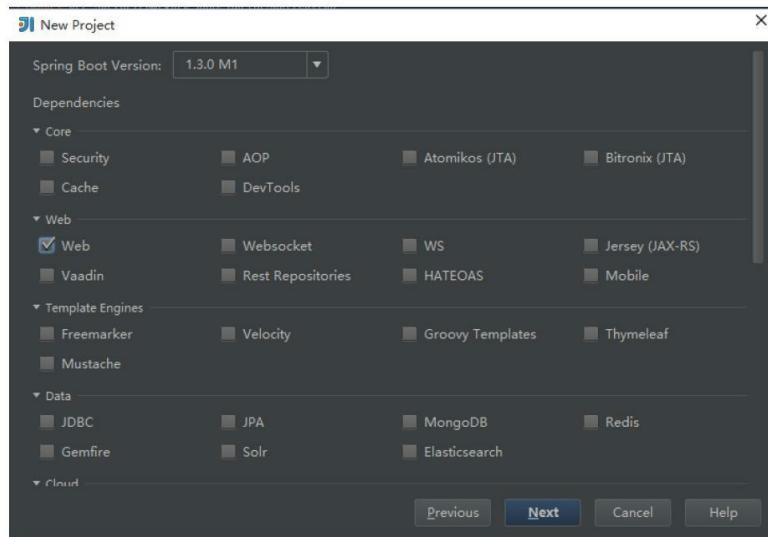 New Project
Spring Boot Version: 1.3.0 M1
Dependencies
Core
Security AOP Atomikos (JTA) Bitronix (JTA)
Cache DevTools
Web
Web Websocket WS Jersey (JAX-RS)
Vaadin Rest Repositories HATEOAS Mobile
Template Engines
Freemarker Velocity Groovy Templates Thymeleaf
Mustache
Data
JDBC JPA MongoDB Redis
Gemfire Solr Elasticsearch
Cloud
Previous Next Cancel Help